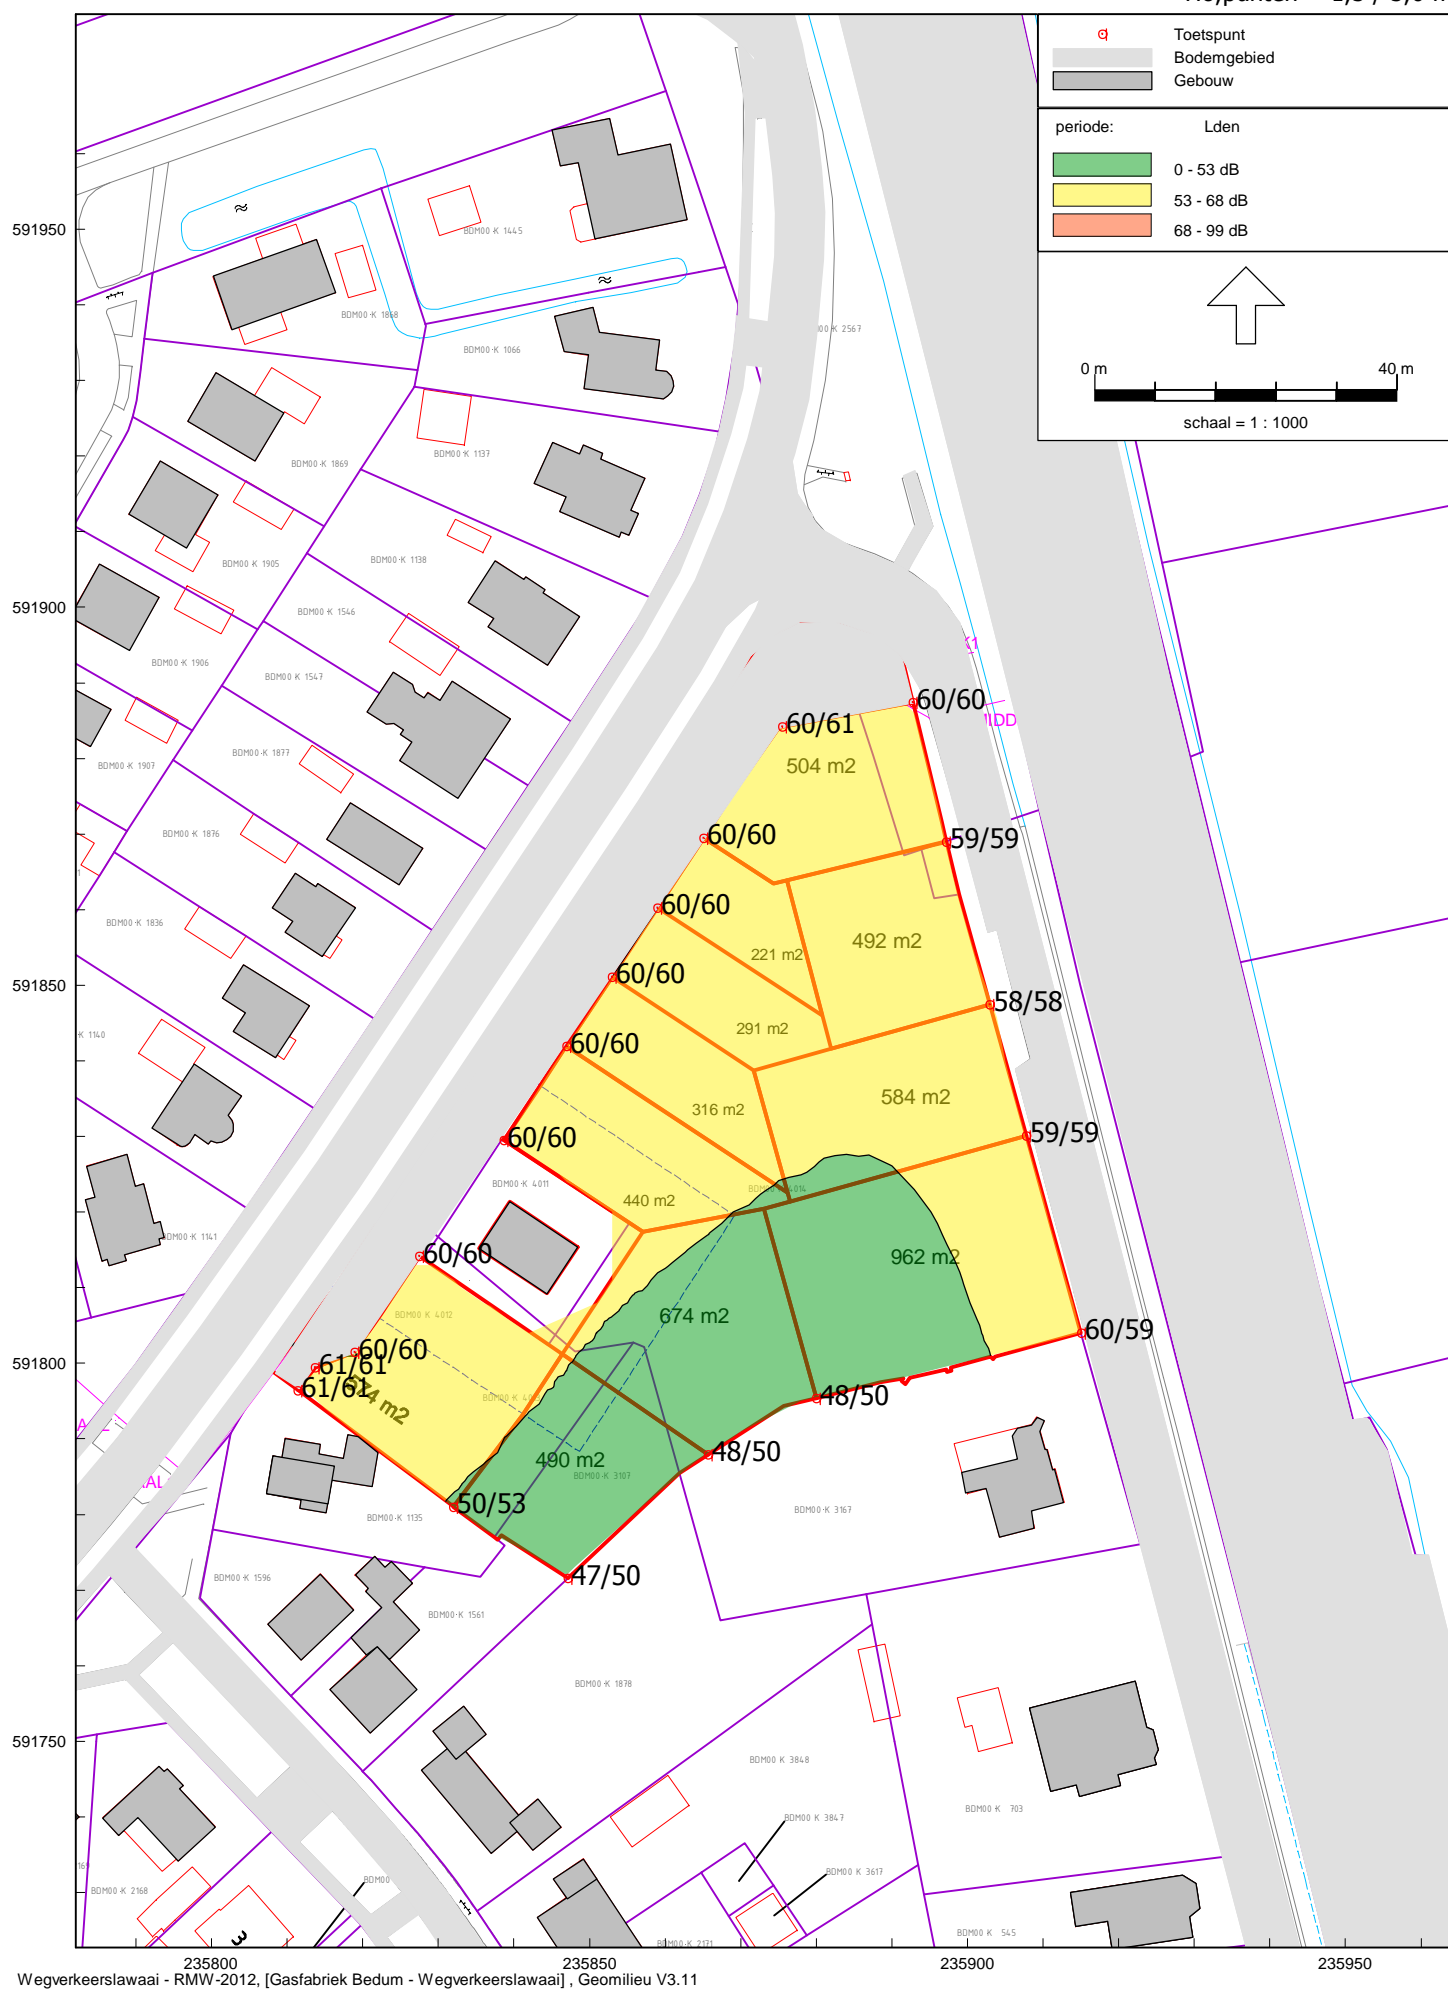 Toetspunt
Bodemgebied
Gebouw
periode: Lden
0 - 53 dB
53 - 68 dB
68 - 99 dB
0 m 40 m
schaal = 1 : 1000
591950
591900
591850
591800
591750
235800 235850 235900 235950
BDM00 K 1445
BDM00 K 1868
BDM00 K 1066
K 2567
BDM00 K 1137
BDM00 K 1869
BDM00 K 1905
BDM00 K 1138
BDM00 K 1546
BDM00 K 1906
BDM00 K 1547
60/60
60/61
504 m2
BDM00 K 1877
BDM00 K 1907
BDM00 K 1876
60/60
59/59
60/60
BDM00 K 1836
492 m2
221 m2
60/60
58/58
291 m2
K 1140
60/60
584 m2
316 m2
60/60
59/59
BDM00 K 4011
440 m2
BDM00 K 4014
K 1141
60/60
962 m2
674 m2
BDM00 K 4012
60/60
60/59
61/61
61/61
574 m2
48/50
48/50
490 m2
BDM00 K 3107
50/53
BDM00 K 3167
BDM00 K 1135
47/50
BDM00 K 1596
BDM00 K 1561
BDM00 K 1878
BDM00 K 3848
BDM00 K 703
BDM00 K 3847
BDM00 K 3617
BDM00 K 2168
BDM00
BDM00 K 545
BDM00 K 2171
3
Wegverkeerslawaai - RMW-2012, [Gasfabriek Bedum - Wegverkeerslawaai] , Geomilieu V3.11